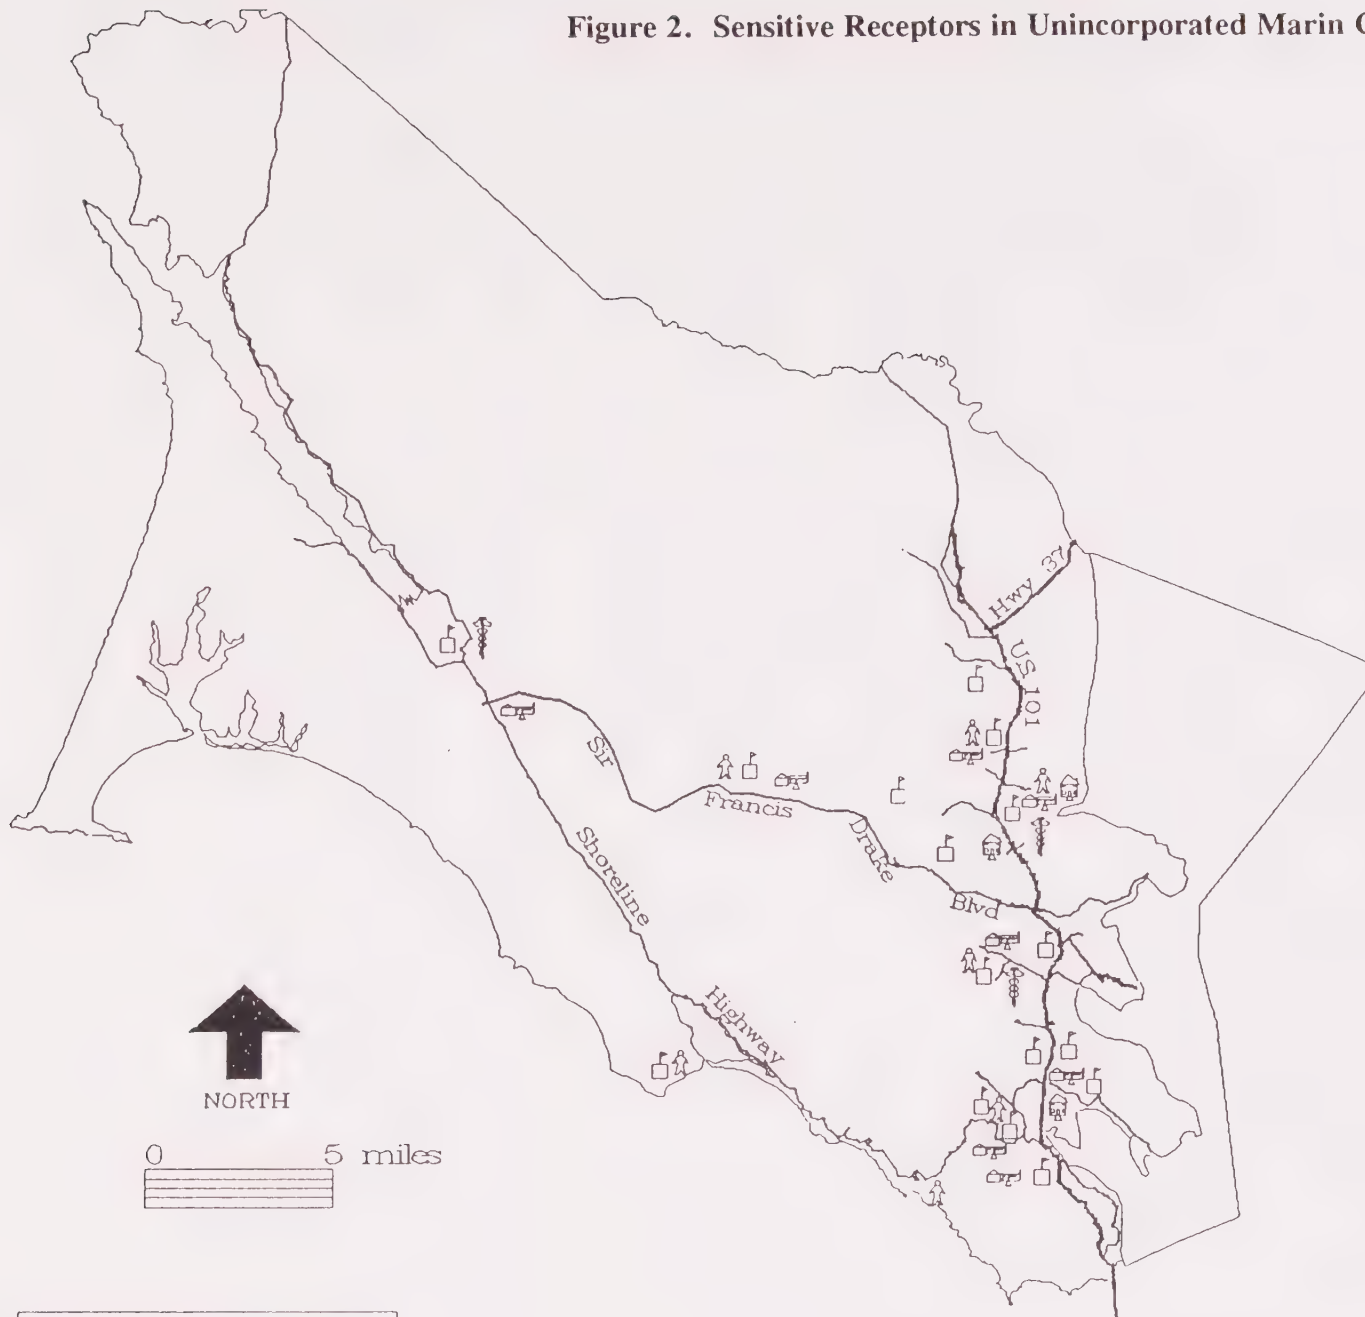 Figure 2. Sensitive Receptors in Unincorporated Marin C
Hwy 37
US 101
Sir
Francis
Drake
Blvd
Shoreline
Highway
NORTH
0 5 miles